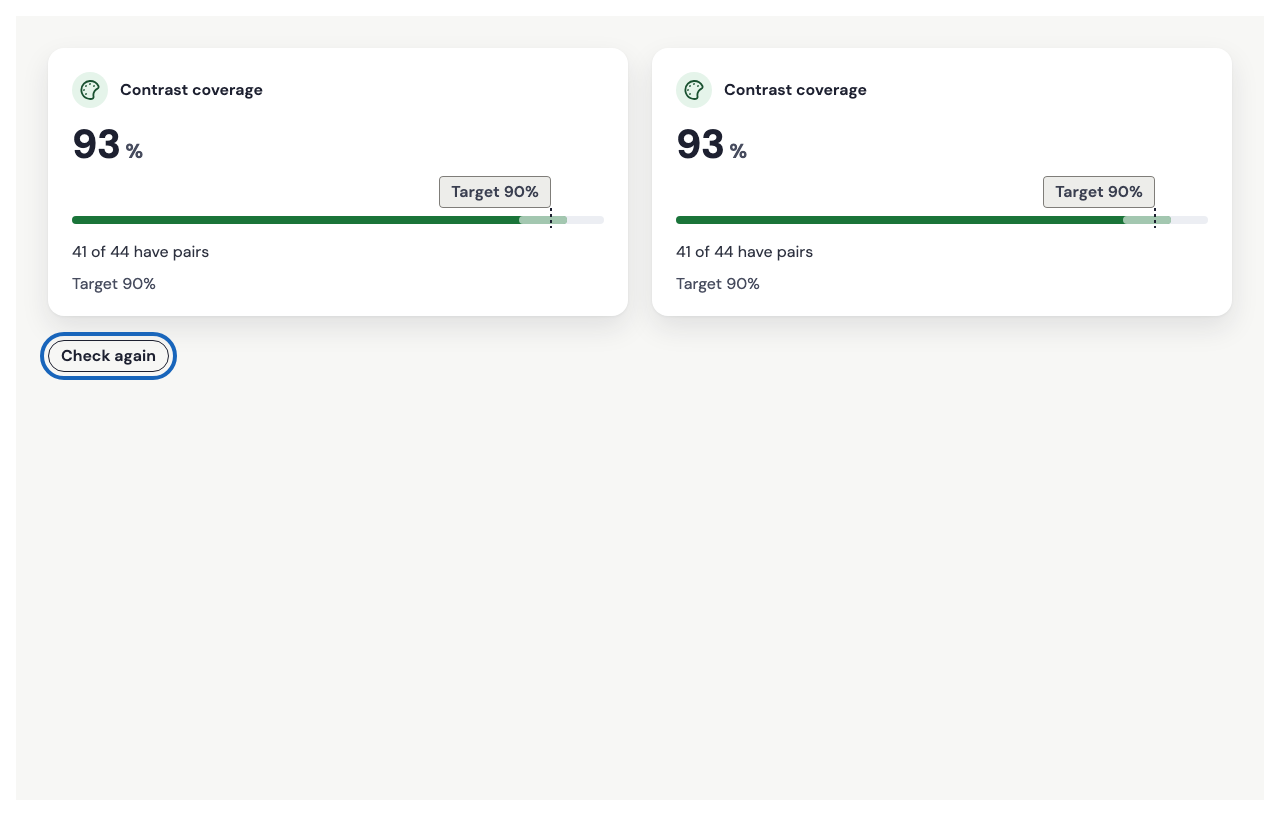 Contrast coverage
93 %
Target 90%
41 of 44 have pairs
Target 90%
Contrast coverage
93 %
Target 90%
41 of 44 have pairs
Target 90%
Check again